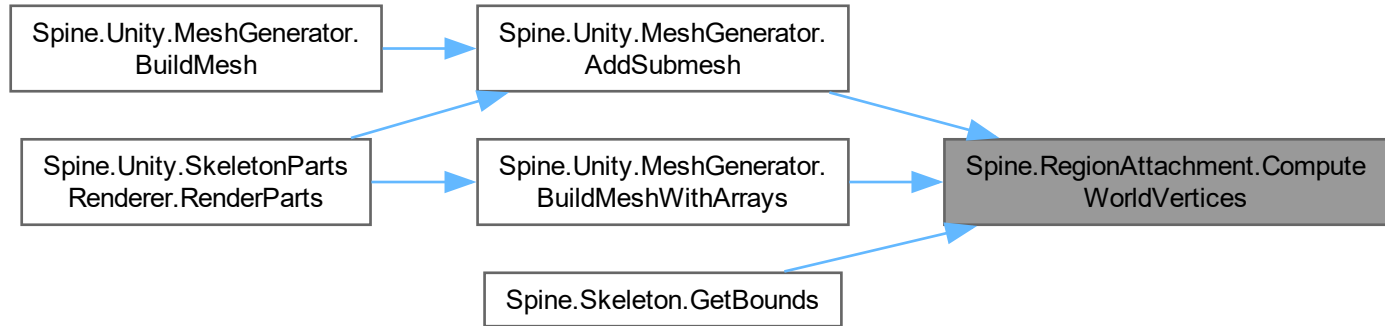 Spine.Unity.MeshGenerator.
BuildMesh
Spine.Unity.MeshGenerator.
AddSubmesh
Spine.Unity.SkeletonParts
Renderer.RenderParts
Spine.Unity.MeshGenerator.
BuildMeshWithArrays
Spine.RegionAttachment.Compute
WorldVertices
Spine.Skeleton.GetBounds